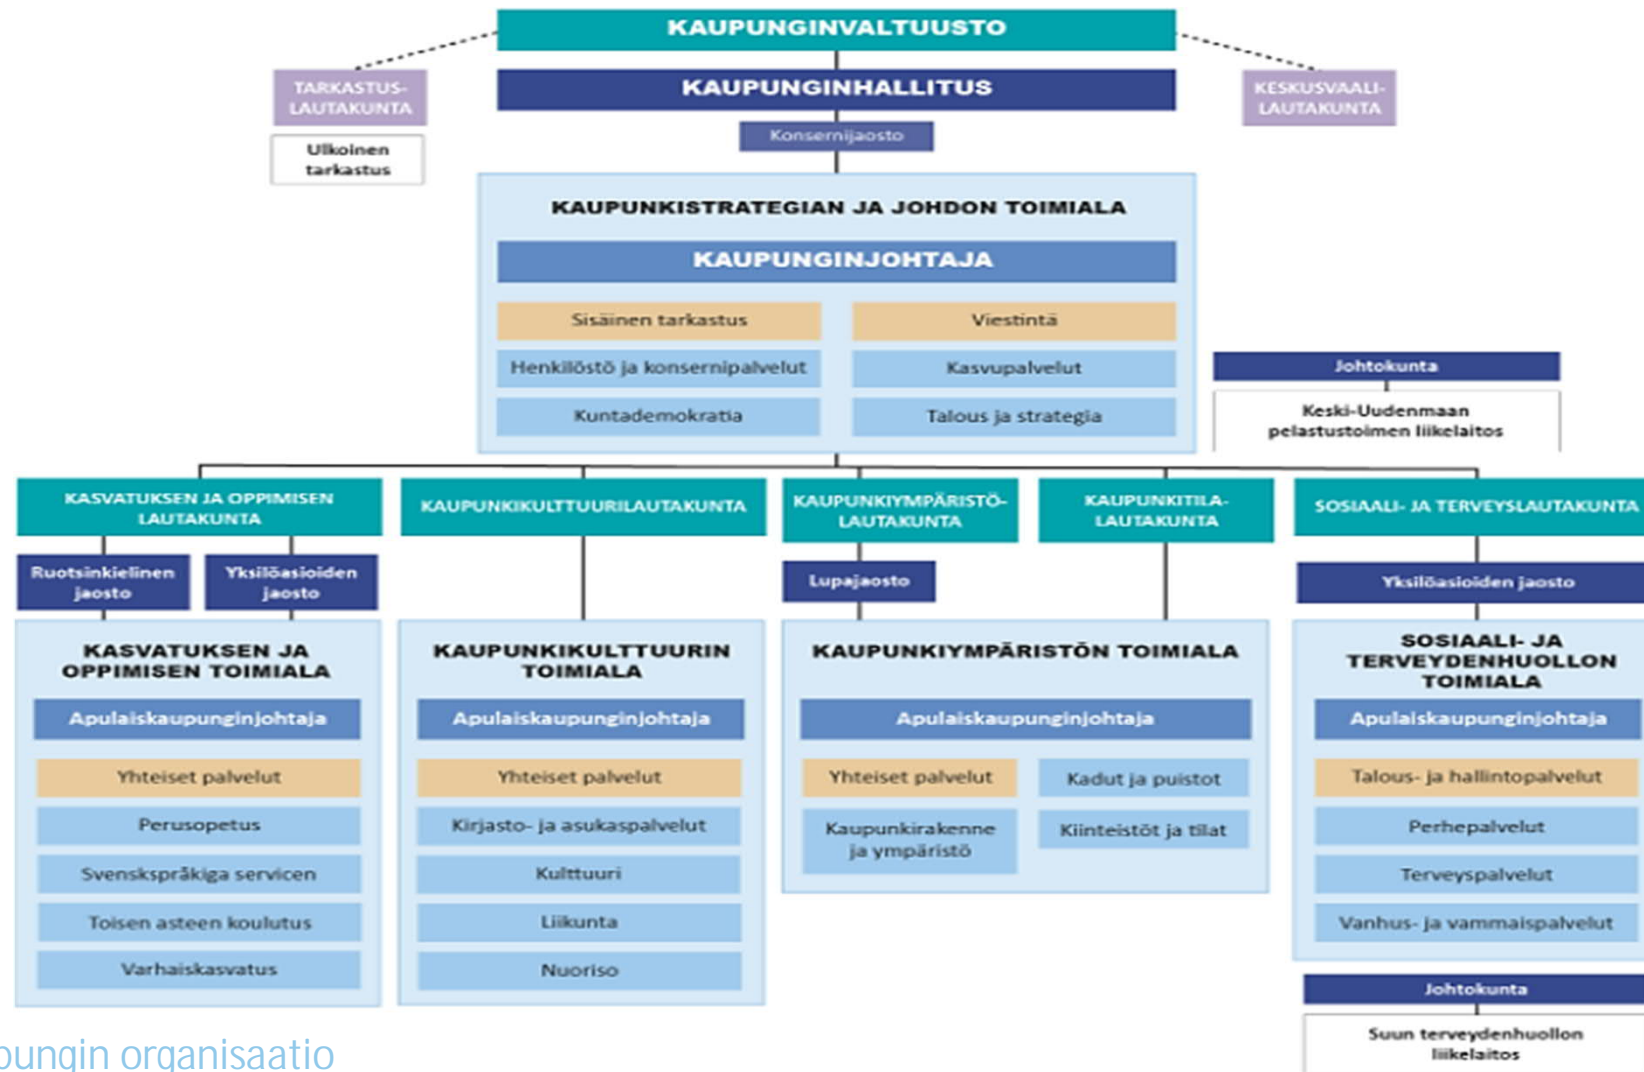 KAUPUNGINVALTUUSTO
TARKASTUS-
LAUTAKUNTA
Ulkoinen
tarkastus
KAUPUNGINHALLITUS
Konsernijaosto
KESKUSVAALI-
LAUTAKUNTA
KAUPUNKISTRATEGIAN JA JOHDON TOIMIALA
KAUPUNGINJOHTAJA
Sisäinen tarkastus
Viestintä
Henkilöstö ja konsernipalvelut
Kasvupalvelut
Kuntademokratia
Talous ja strategia
Johtokunta
Keski-Uudenmaan
pelastustoimen liikelaitos
KASVATUKSEN JA OPPIMISEN
LAUTAKUNTA
Ruotsinkielinen
jaosto
Yksilöasioiden
jaosto
KASVATUKSEN JA
OPPIMISEN TOIMIALA
Apulaiskaupunginjohtaja
Yhteiset palvelut
Perusopetus
Svenskspråkiga servicen
Toisen asteen koulutus
Varhaiskasvatus
KAUPUNKIKULTTUURILAUTAKUNTA
KAUPUNKIKULTTUURIN
TOIMIALA
Apulaiskaupunginjohtaja
Yhteiset palvelut
Kirjasto- ja asukaspalvelut
Kulttuuri
Liikunta
Nuoriso
KAUPUNKIYMPÄRISTÖ-
LAUTAKUNTA
Lupajaosto
KAUPUNKITILA-
LAUTAKUNTA
KAUPUNKIYMPÄRISTÖN TOIMIALA
Apulaiskaupunginjohtaja
Yhteiset palvelut
Kadut ja puistot
Kaupunkirakenne
ja ympäristö
Kiinteistöt ja tilat
SOSIAALI- JA TERVEYSLAUTAKUNTA
Yksilöasioiden jaosto
SOSIAALI- JA
TERVEYDENHUOLLON
TOIMIALA
Apulaiskaupunginjohtaja
Talous- ja hallintopalvelut
Perhepalvelut
Terveyspalvelut
Vanhus- ja vammaispalvelut
Johtokunta
Suun terveydenhuollon
liikelaitos
pungin organisaatio